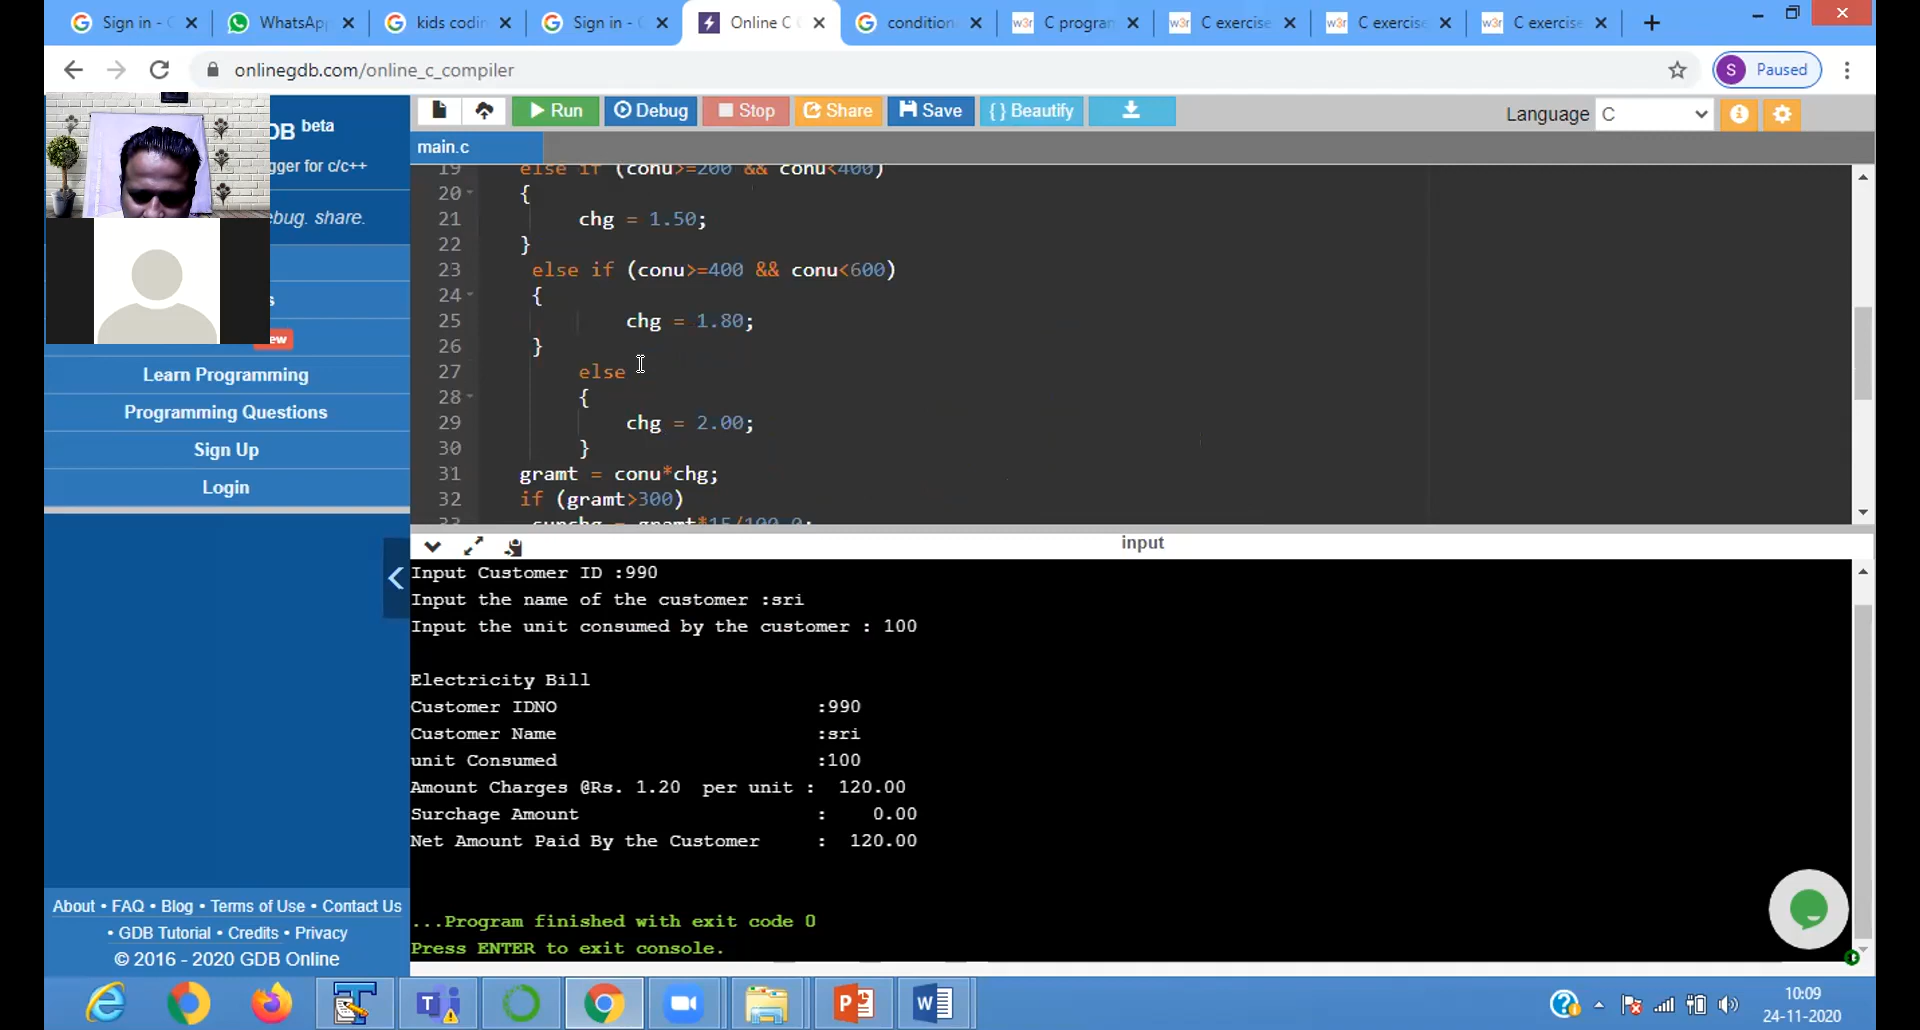 Sign in - G
WhatsApp
kids codin
Sign in - G
Online C C
condition
w3r C program
w3r C exercise
w3r C exercise
w3r C exercise
onlinegdb.com/online_c_compiler
S Paused
DB beta
gger for c/c++
ebug. share.
s
ew
Learn Programming
Programming Questions
Sign Up
Login
About • FAQ • Blog • Terms of Use • Contact Us
• GDB Tutorial • Credits • Privacy
© 2016 - 2020 GDB Online
Run Debug Stop Share Save { } Beautify
Language C
main.c
19 else if (conu>=200 && conu<400)
20 {
21 chg = 1.50;
22 }
23 else if (conu>=400 && conu<600)
24 {
25 chg = 1.80;
26 }
27 else
28 {
29 chg = 2.00;
30 }
31 gramt = conu*chg;
32 if (gramt>300)
33 surchg = gramt*15/100.0;
input
Input Customer ID :990
Input the name of the customer :sri
Input the unit consumed by the customer : 100
Electricity Bill
Customer IDNO :990
Customer Name :sri
unit Consumed :100
Amount Charges @Rs. 1.20 per unit : 120.00
Surchage Amount : 0.00
Net Amount Paid By the Customer : 120.00
...Program finished with exit code 0
Press ENTER to exit console.
10:09
24-11-2020